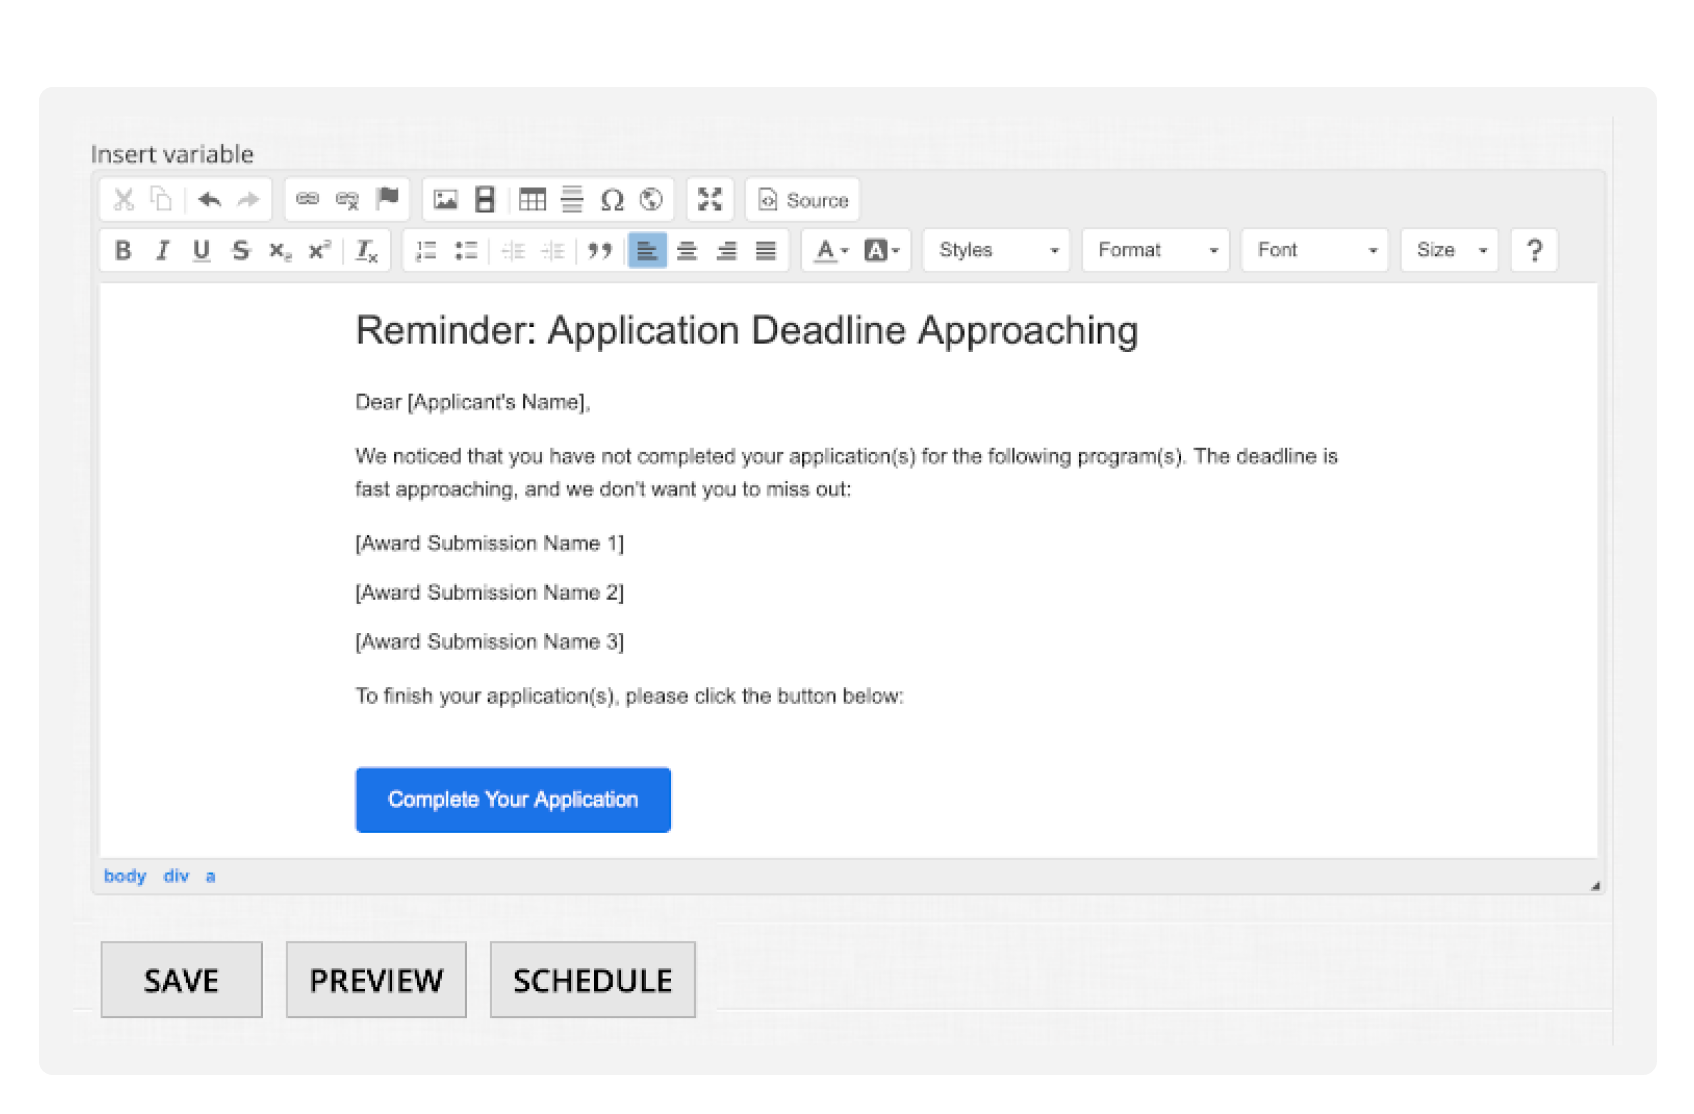 Insert variable
Source
B I U S x₂ x² Tx Styles Format Font Size ?
Reminder: Application Deadline Approaching
Dear [Applicant's Name],
We noticed that you have not completed your application(s) for the following program(s). The deadline is
fast approaching, and we don't want you to miss out:
[Award Submission Name 1]
[Award Submission Name 2]
[Award Submission Name 3]
To finish your application(s), please click the button below:
Complete Your Application
body div a
SAVE PREVIEW SCHEDULE